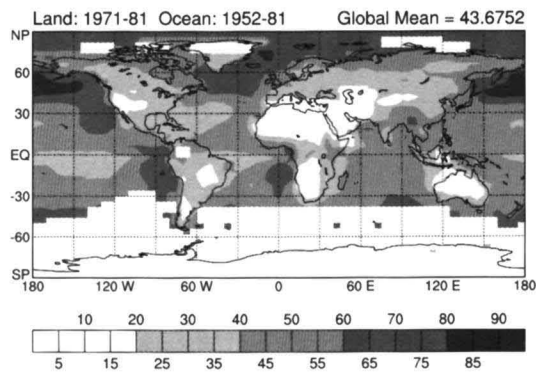 Land: 1971-81 Ocean: 1952-81 Global Mean = 43.6752
NP
60
30
EQ
-30
-60
SP
180 120 W 60 W 0 60 E 120 E 180
10 20 30 40 50 60 70 80 90
5 15 25 35 45 55 65 75 85